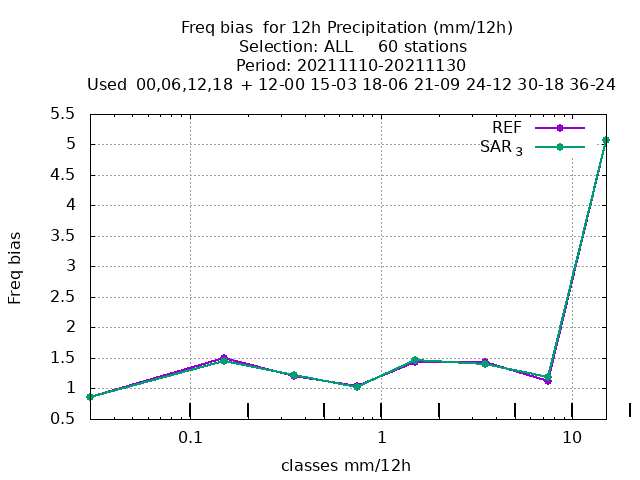 Freq bias  for 12h Precipitation (mm/12h)
Selection: ALL     60 stations
Period: 20211110-20211130
Used  00,06,12,18  + 12-00 15-03 18-06 21-09 24-12 30-18 36-24
REF
SAR 3
5.5
5
4.5
4
3.5
3
2.5
2
1.5
1
0.5
Freq bias
0.1 1 10
classes mm/12h